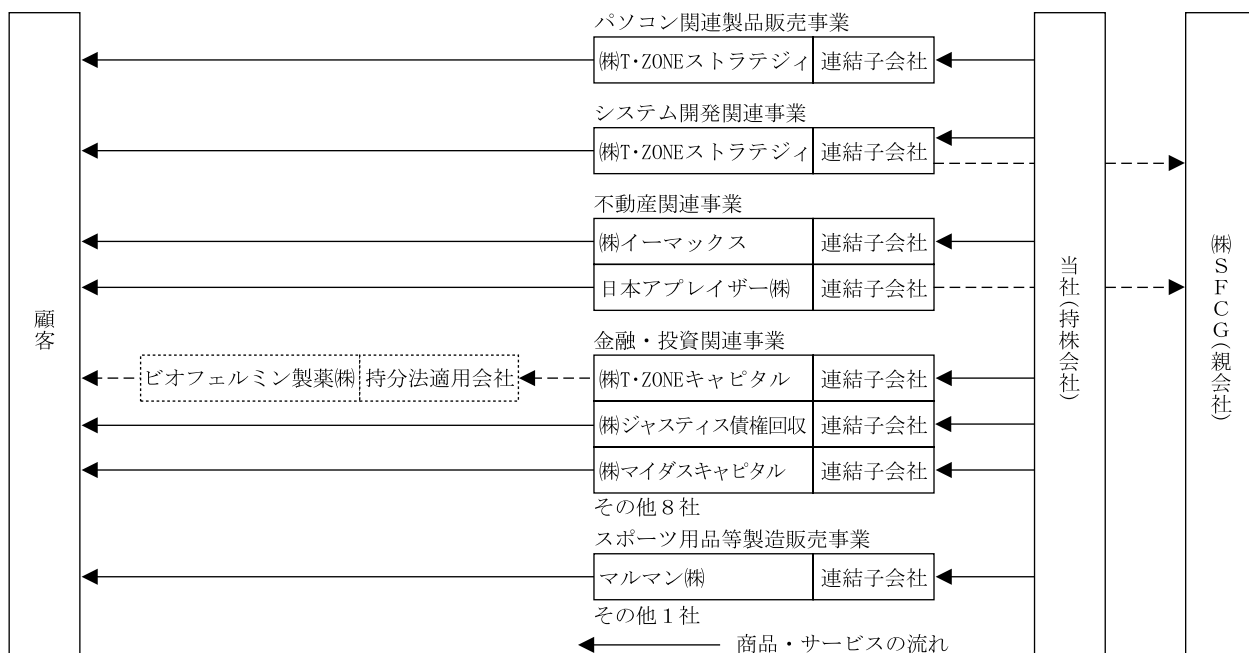 パソコン関連製品販売事業
㈱T・ZONEストラテジィ 連結子会社
システム開発関連事業
㈱T・ZONEストラテジィ 連結子会社
不動産関連事業
㈱イーマックス 連結子会社
日本アプレイザー㈱ 連結子会社
金融・投資関連事業
ビオフェルミン製薬㈱ 持分法適用会社
㈱T・ZONEキャピタル 連結子会社
㈱ジャスティス債権回収 連結子会社
㈱マイダスキャピタル 連結子会社
その他8社
スポーツ用品等製造販売事業
マルマン㈱ 連結子会社
その他1社
商品・サービスの流れ
顧客
当社(持株会社)
㈱SFCG(親会社)